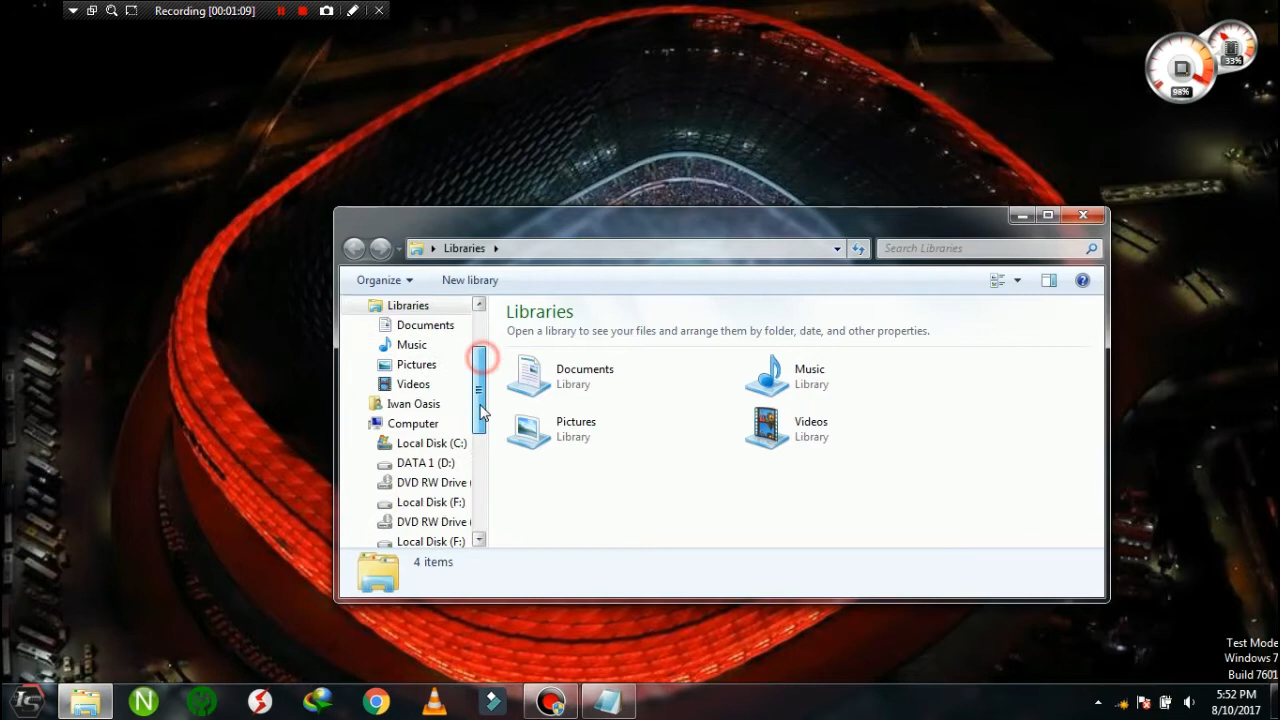 Recording [00:01:09]
33%
98%
Libraries
Search Libraries
Organize
New library
Libraries
Documents
Music
Pictures
Videos
Iwan Oasis
Computer
Local Disk (C:)
DATA 1 (D:)
DVD RW Drive (
Local Disk (F:)
DVD RW Drive (
Local Disk (F:)
Libraries
Open a library to see your files and arrange them by folder, date, and other properties.
Documents
Library
Music
Library
Pictures
Library
Videos
Library
4 items
Test Mode
Windows 7
Build 7601
5:52 PM
8/10/2017